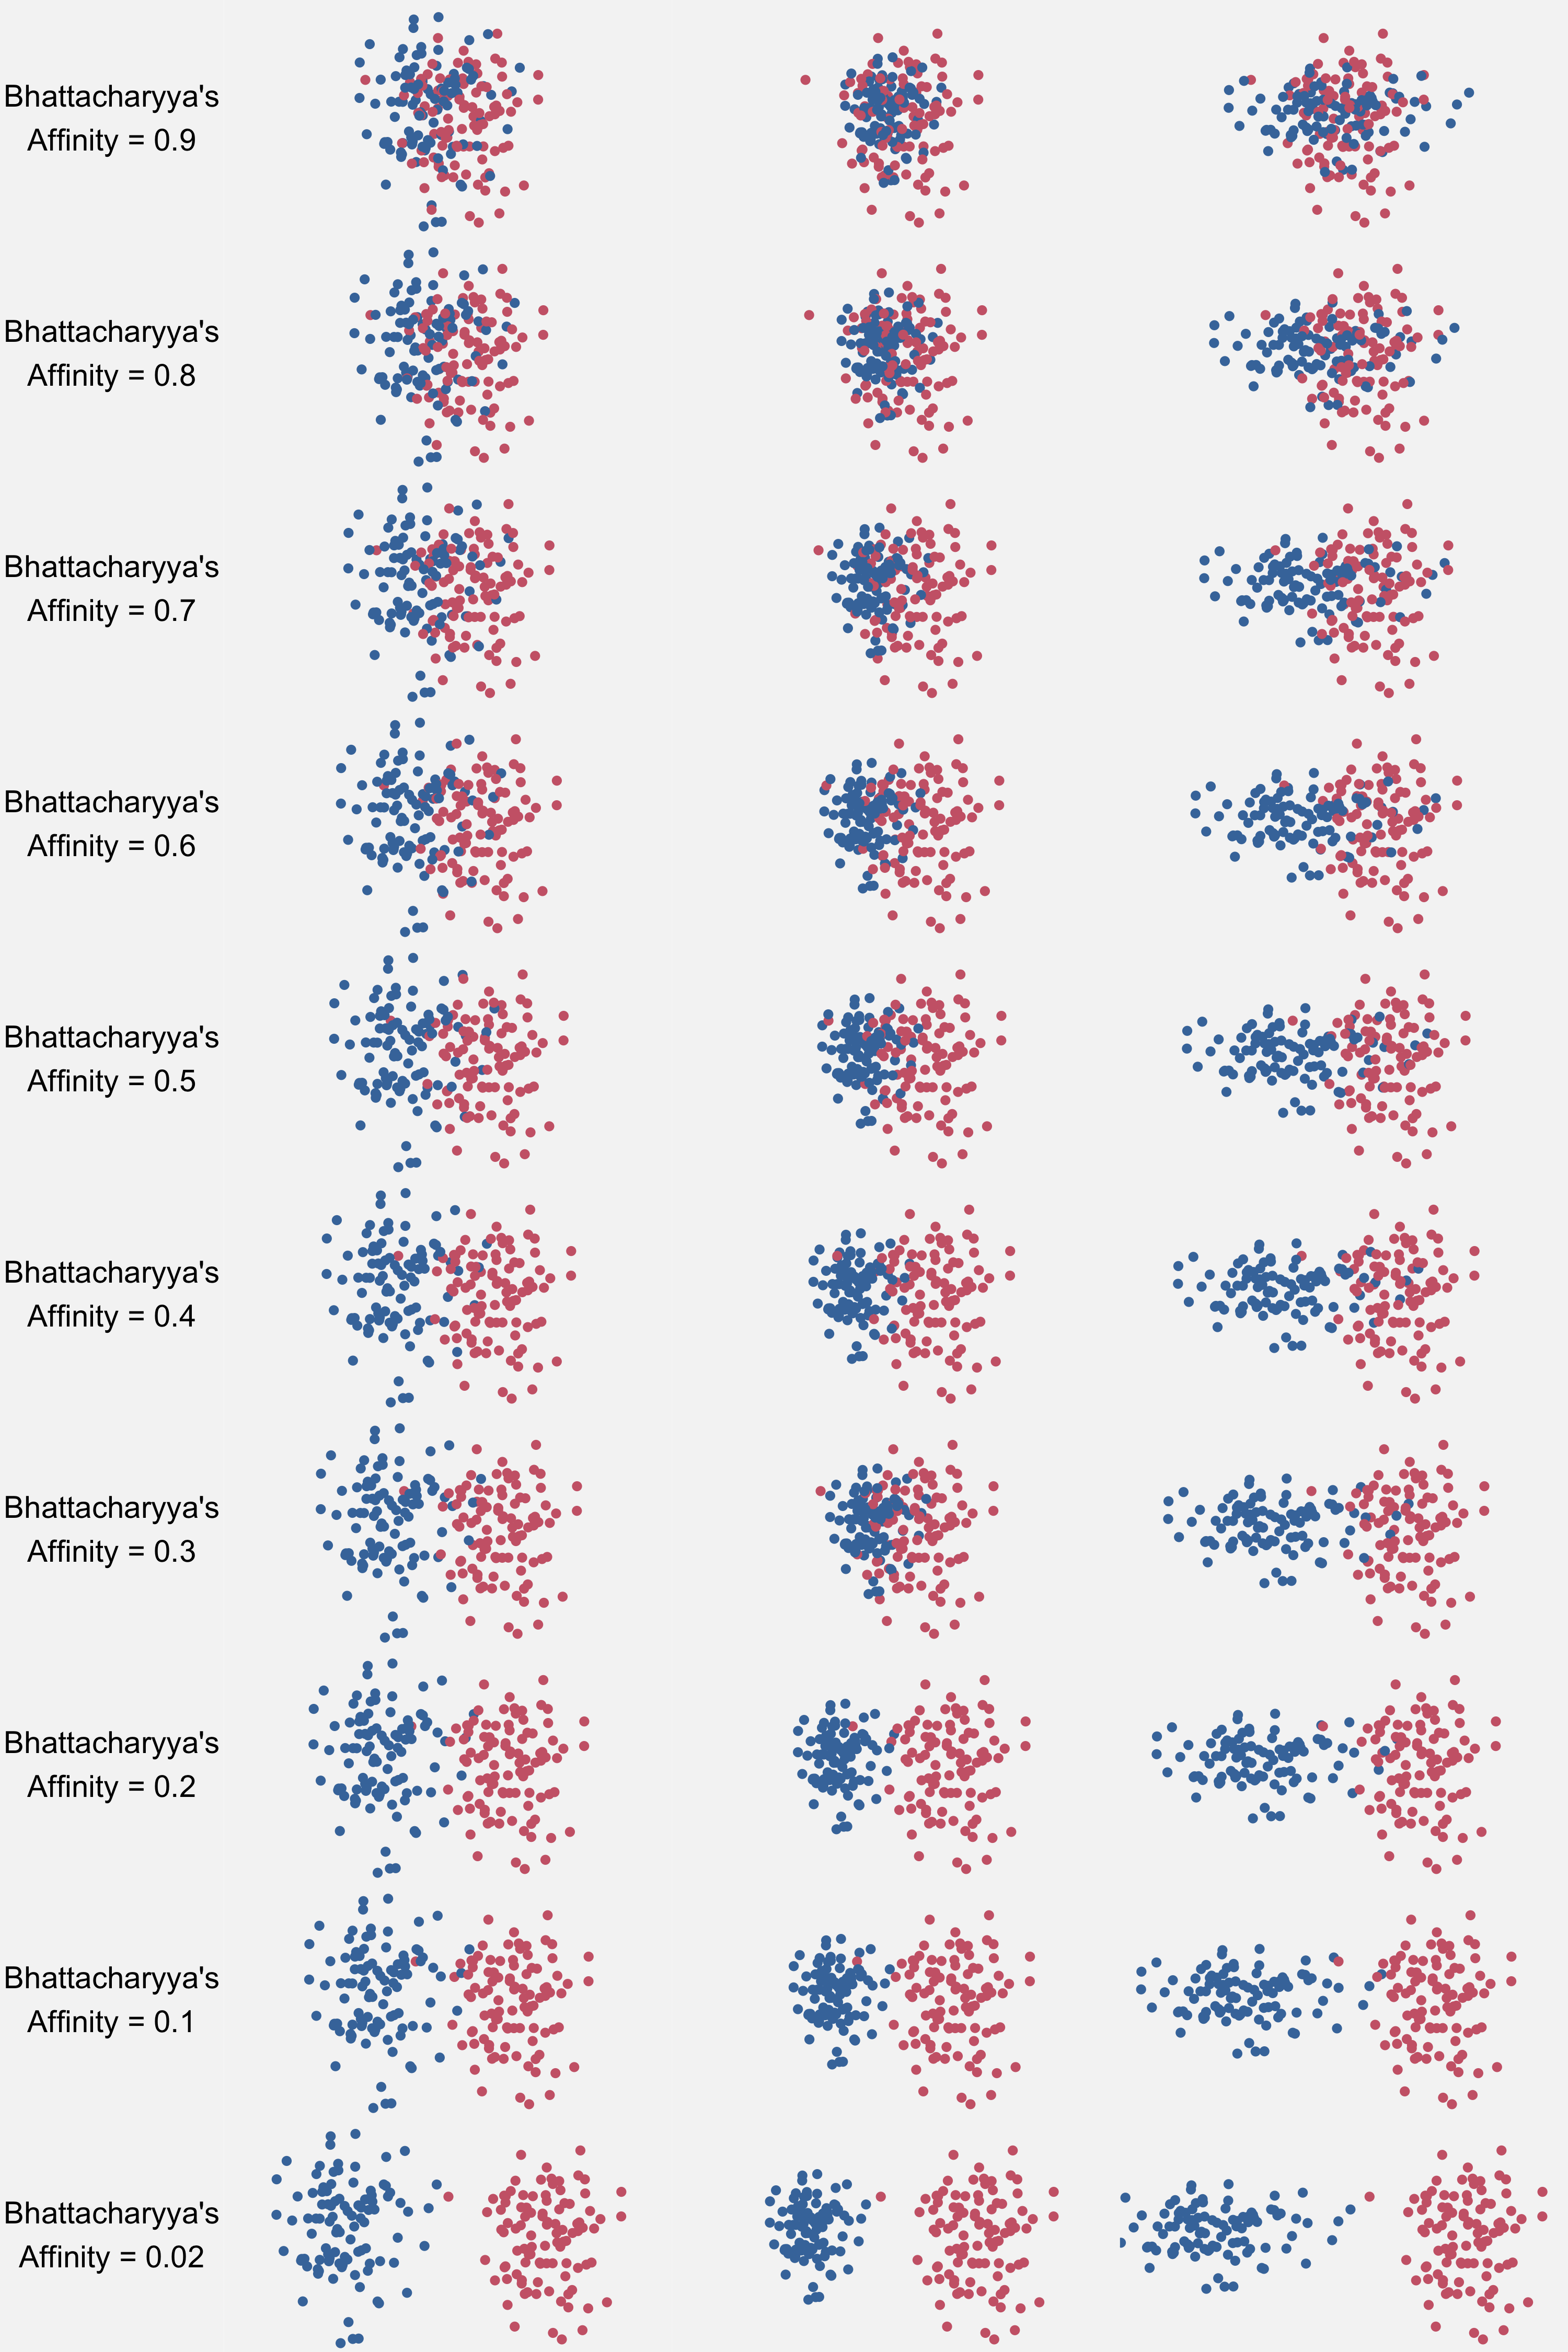 Bhattacharyya's
Affinity = 0.9
Bhattacharyya's
Affinity = 0.8
Bhattacharyya's
Affinity = 0.7
Bhattacharyya's
Affinity = 0.6
Bhattacharyya's
Affinity = 0.5
Bhattacharyya's
Affinity = 0.4
Bhattacharyya's
Affinity = 0.3
Bhattacharyya's
Affinity = 0.2
Bhattacharyya's
Affinity = 0.1
Bhattacharyya's
Affinity = 0.02